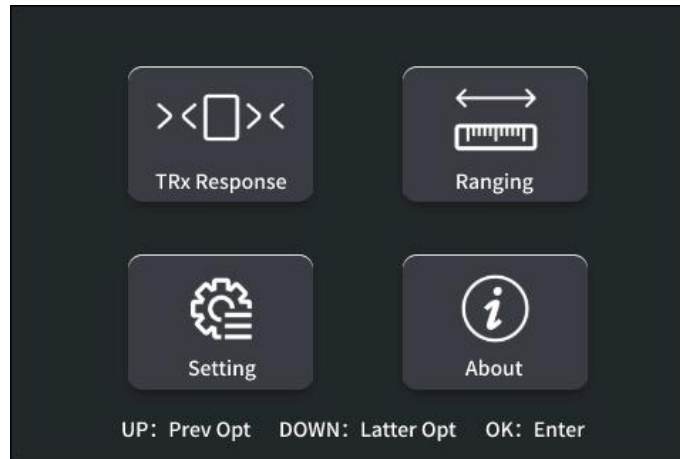 TRx Response
Ranging
Setting
About
UP: Prev Opt DOWN: Latter Opt OK: Enter